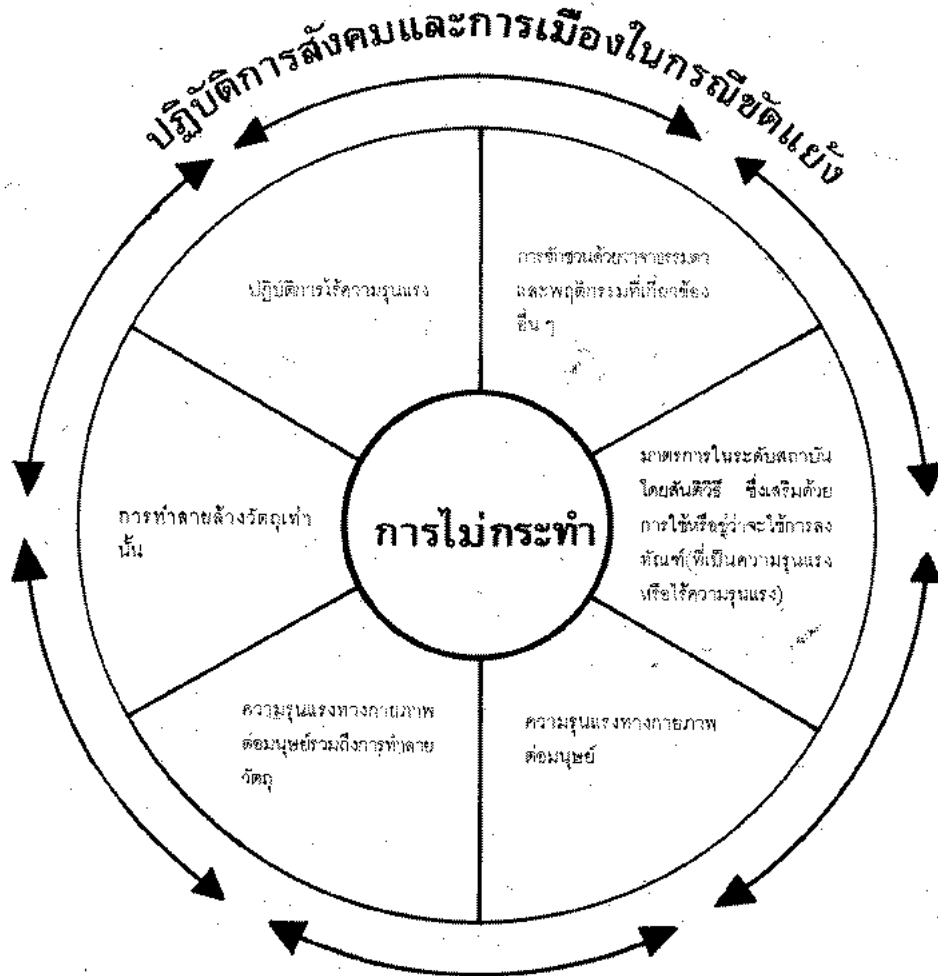 ปฏิบัติการสังคมและการเมืองในกรณีขัดแย้ง
ปฏิบัติการไร้ความรุนแรง
การชักชวนด้วยวาจาธรรมดา
และพฤติกรรมที่เกี่ยวข้อง
อื่น ๆ
การทำลายล้างวัตถุเท่า
นั้น
การไม่กระทำ
มาตรการในระดับสถาบัน
โดยสันติวิธี ซึ่งเสริมด้วย
การใช้หรือขู่ว่าจะใช้การลง
ทัณฑ์(ที่เป็นความรุนแรง
หรือไร้ความรุนแรง)
ความรุนแรงทางกายภาพ
ต่อมนุษย์รวมถึงการทำลาย
วัตถุ
ความรุนแรงทางกายภาพ
ต่อมนุษย์